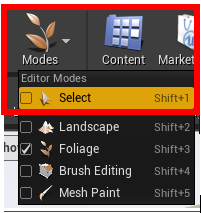 Modes Content Market
Editor Modes
Select Shift+1
Landscape Shift+2
Foliage Shift+3
Brush Editing Shift+4
Mesh Paint Shift+5